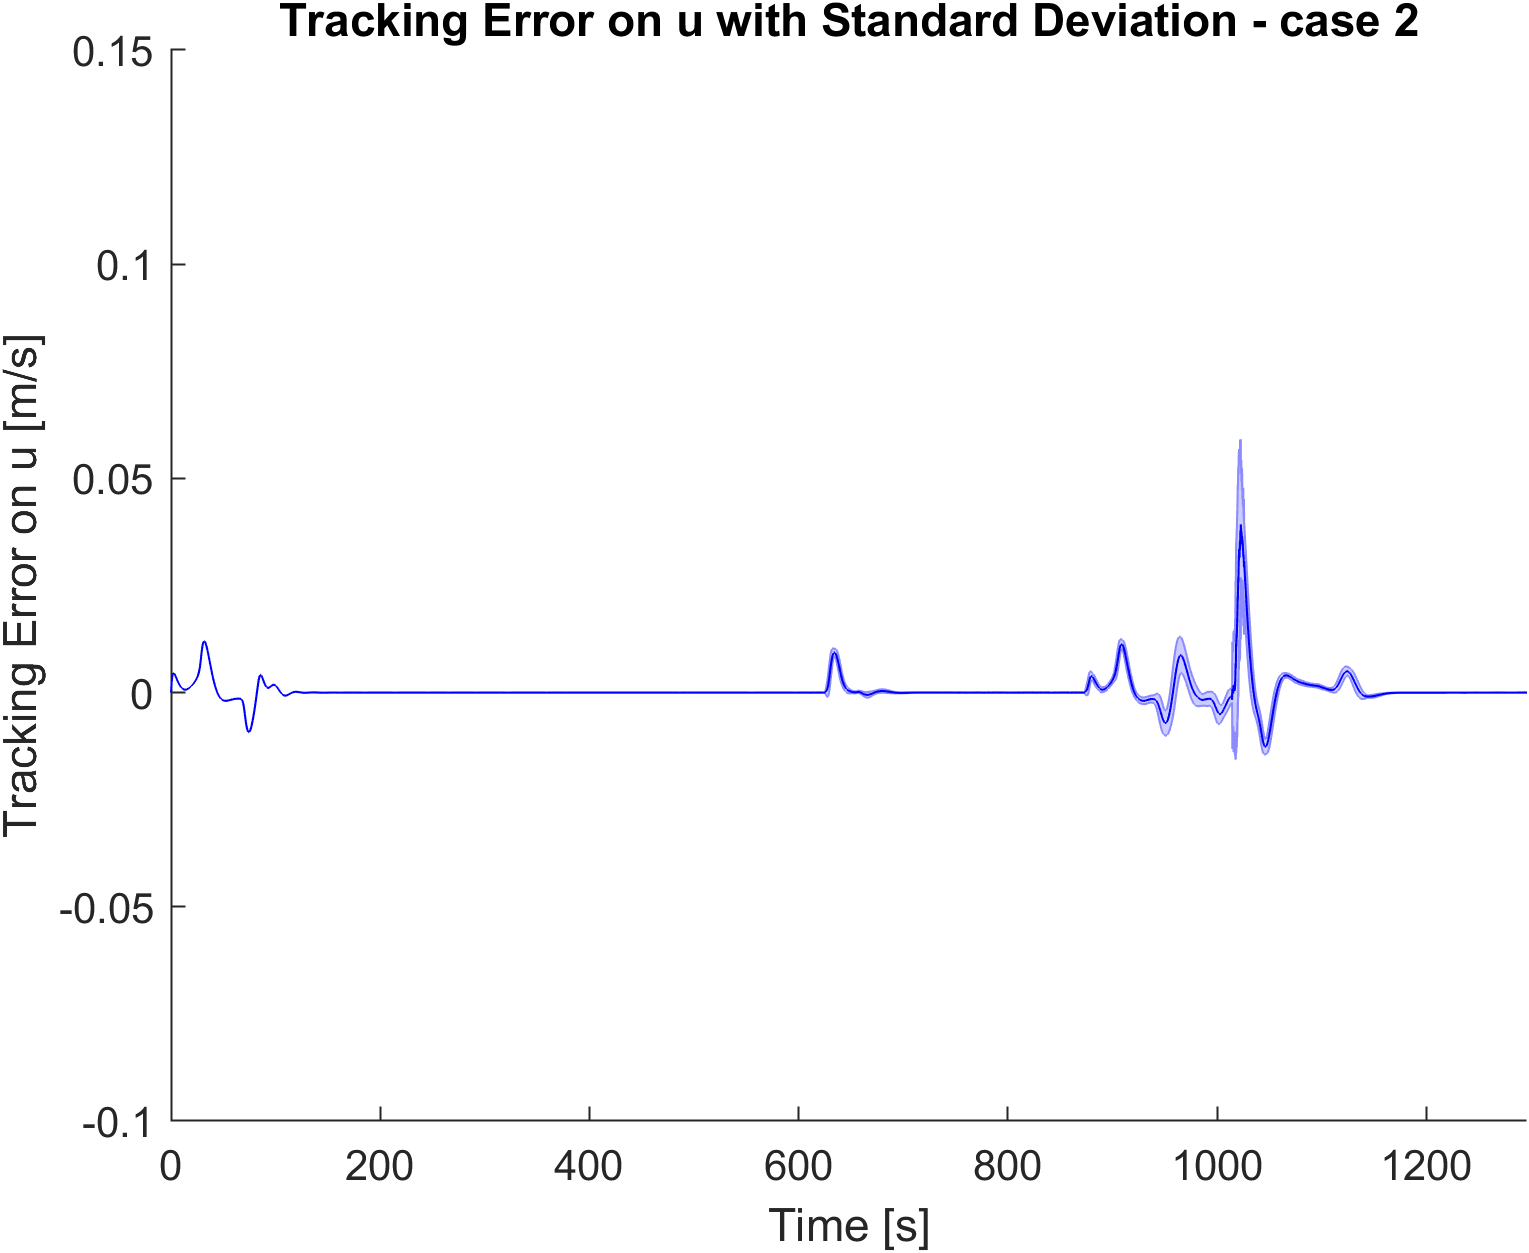 Tracking Error on u with Standard Deviation - case 2
0.15
0.1
0.05
0
-0.05
-0.1
Tracking Error on u [m/s]
0 200 400 600 800 1000 1200
Time [s]